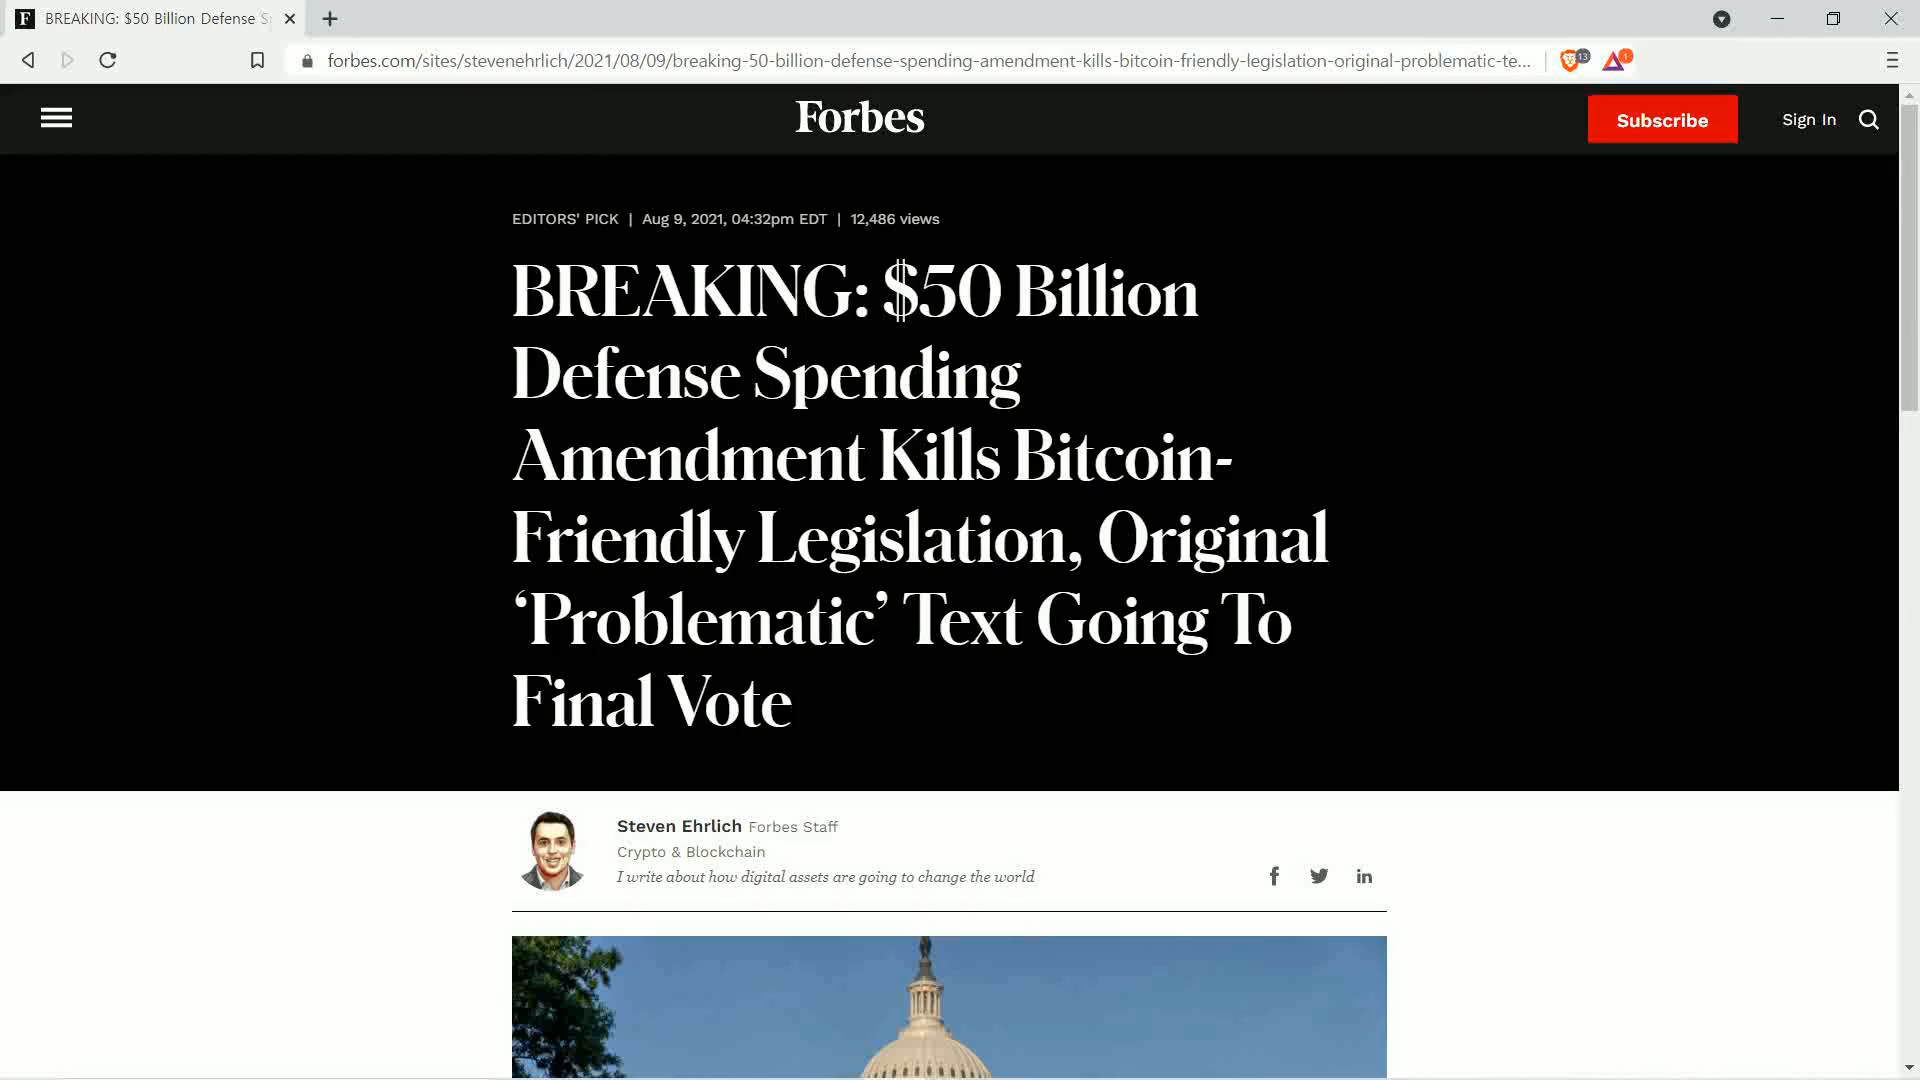 BREAKING: $50 Billion Defense S
forbes.com/sites/stevenehrlich/2021/08/09/breaking-50-billion-defense-spending-amendment-kills-bitcoin-friendly-legislation-original-problematic-te...
13
1
Forbes
Subscribe
Sign In
EDITORS' PICK | Aug 9, 2021, 04:32pm EDT | 12,486 views
BREAKING: $50 Billion
Defense Spending
Amendment Kills Bitcoin-
Friendly Legislation, Original
‘Problematic’ Text Going To
Final Vote
Steven Ehrlich Forbes Staff
Crypto & Blockchain
I write about how digital assets are going to change the world